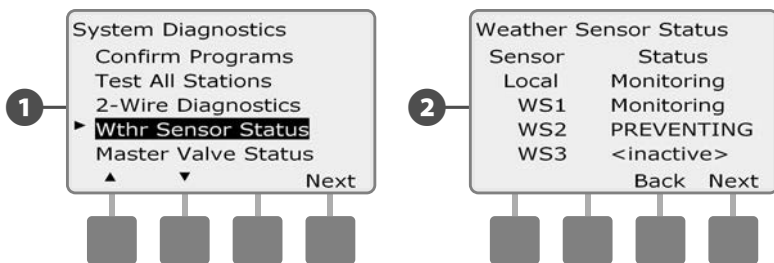 1
System Diagnostics
Confirm Programs
Test All Stations
2-Wire Diagnostics
Wthr Sensor Status
Master Valve Status
Next
2
Weather Sensor Status
Sensor Status
Local Monitoring
WS1 Monitoring
WS2 PREVENTING
WS3 <inactive>
Back Next